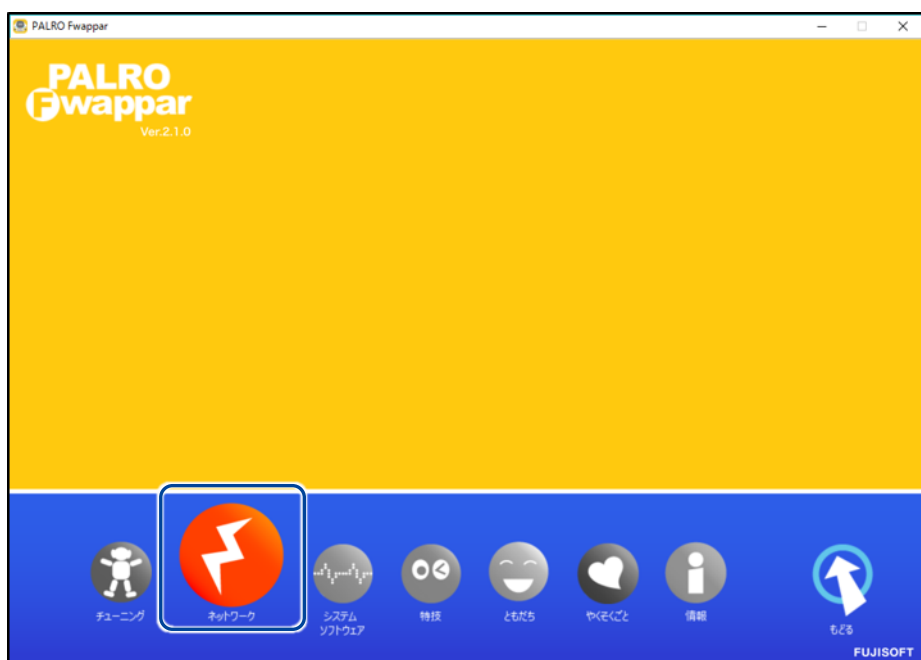 PALRO Fwappar
PALRO
Fwappar
Ver.2.1.0
チューニング
ネットワーク
システム
ソフトウェア
特技
ともだち
やくそくごと
情報
もどる
FUJISOFT